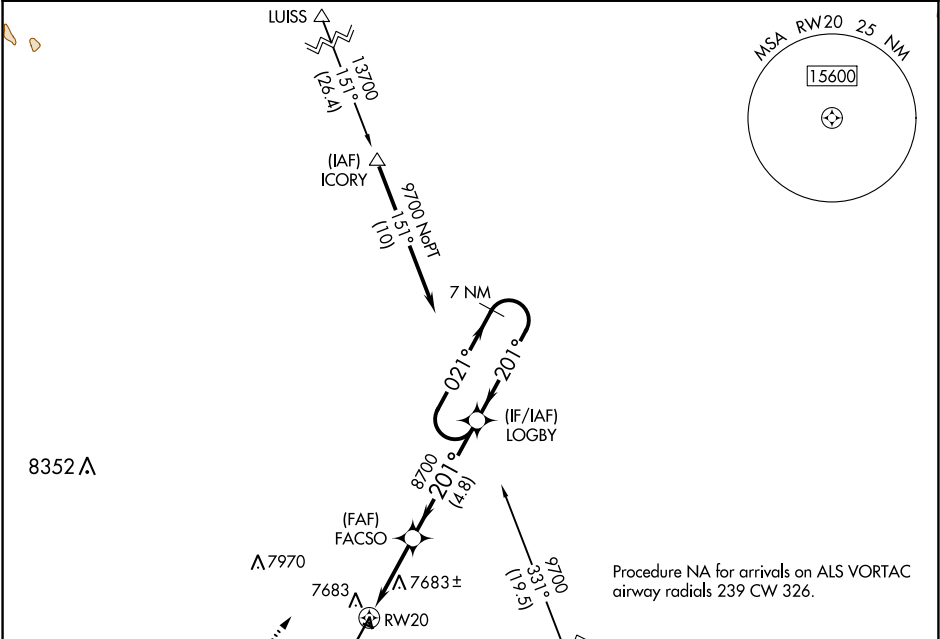 LUISS
MSA RW20 25 NM
15600
13700
151°
(26.4)
(IAF)
ICORY
9700 NoPT
151°
(10)
7 NM
021°
201°
(IF/IAF)
LOGBY
8352
8700
201°
(4.8)
(FAF)
FACSO
7970
7683
7683±
RW20
9700
331°
(19.5)
Procedure NA for arrivals on ALS VORTAC
airway radials 239 CW 326.